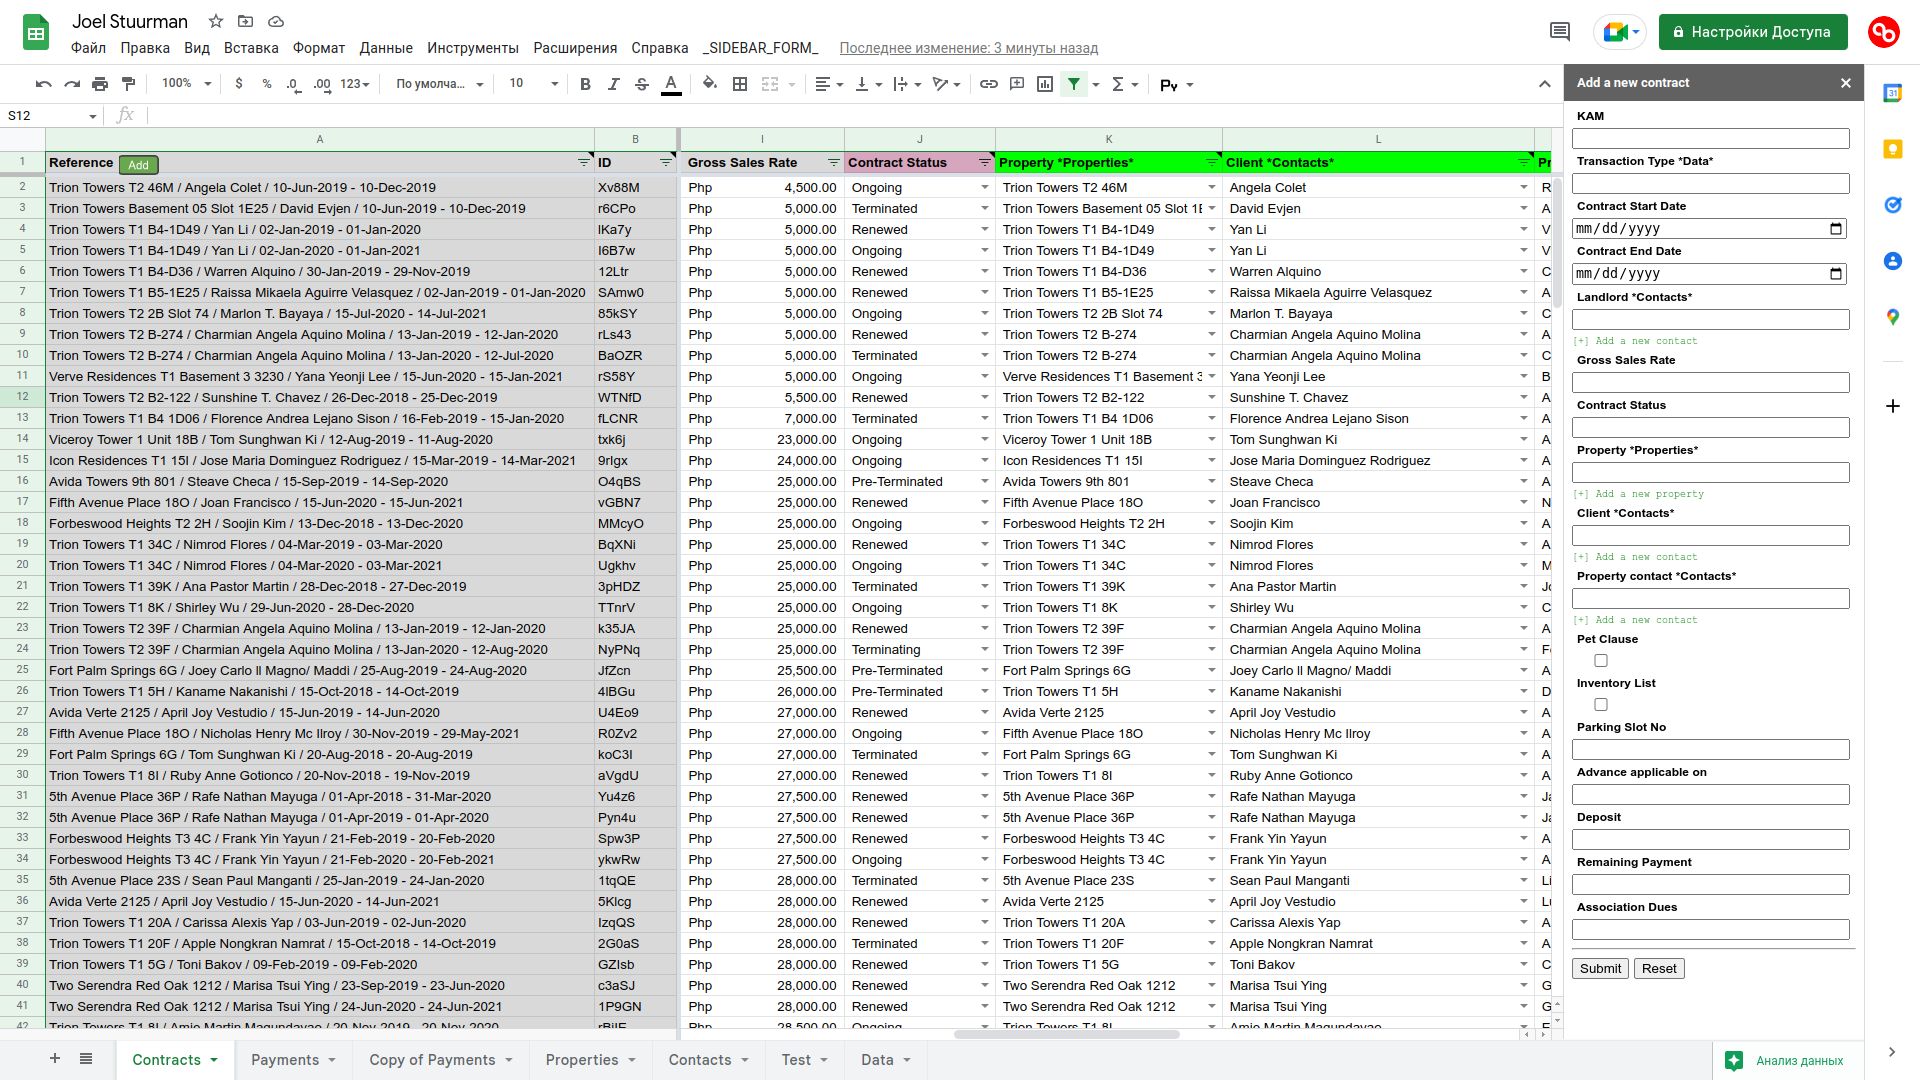 Joel Stuurman
Файл Правка Вид Вставка Формат Данные Инструменты Расширения Справка _SIDEBAR_FORM_ Последнее изменение: 3 минуты назад
Настройки Доступа
100% $ % .0 .00 123 По умолча... 10 B I S A Σ Py
Add a new contract
S12 fx
A B I J K L
1 Reference Add ID Gross Sales Rate Contract Status Property *Properties* Client *Contacts* Pr
2 Trion Towers T2 46M / Angela Colet / 10-Jun-2019 - 10-Dec-2019 Xv88M Php 4,500.00 Ongoing Trion Towers T2 46M Angela Colet R
3 Trion Towers Basement 05 Slot 1E25 / David Evjen / 10-Jun-2019 - 10-Dec-2019 r6CPo Php 5,000.00 Terminated Trion Towers Basement 05 Slot 1E David Evjen A
4 Trion Towers T1 B4-1D49 / Yan Li / 02-Jan-2019 - 01-Jan-2020 lKa7y Php 5,000.00 Renewed Trion Towers T1 B4-1D49 Yan Li V
5 Trion Towers T1 B4-1D49 / Yan Li / 02-Jan-2020 - 01-Jan-2021 I6B7w Php 5,000.00 Ongoing Trion Towers T1 B4-1D49 Yan Li V
6 Trion Towers T1 B4-D36 / Warren Alquino / 30-Jan-2019 - 29-Nov-2019 12Ltr Php 5,000.00 Renewed Trion Towers T1 B4-D36 Warren Alquino C
7 Trion Towers T1 B5-1E25 / Raissa Mikaela Aguirre Velasquez / 02-Jan-2019 - 01-Jan-2020 SAmw0 Php 5,000.00 Renewed Trion Towers T1 B5-1E25 Raissa Mikaela Aguirre Velasquez A
8 Trion Towers T2 2B Slot 74 / Marlon T. Bayaya / 15-Jul-2020 - 14-Jul-2021 85kSY Php 5,000.00 Ongoing Trion Towers T2 2B Slot 74 Marlon T. Bayaya C
9 Trion Towers T2 B-274 / Charmian Angela Aquino Molina / 13-Jan-2019 - 12-Jan-2020 rLs43 Php 5,000.00 Renewed Trion Towers T2 B-274 Charmian Angela Aquino Molina A
10 Trion Towers T2 B-274 / Charmian Angela Aquino Molina / 13-Jan-2020 - 12-Jul-2020 BaOZR Php 5,000.00 Terminated Trion Towers T2 B-274 Charmian Angela Aquino Molina C
11 Verve Residences T1 Basement 3 3230 / Yana Yeonji Lee / 15-Jun-2020 - 15-Jan-2021 rS58Y Php 5,000.00 Ongoing Verve Residences T1 Basement 3 Yana Yeonji Lee B
12 Trion Towers T2 B2-122 / Sunshine T. Chavez / 26-Dec-2018 - 25-Dec-2019 WTNfD Php 5,500.00 Renewed Trion Towers T2 B2-122 Sunshine T. Chavez A
13 Trion Towers T1 B4 1D06 / Florence Andrea Lejano Sison / 16-Feb-2019 - 15-Jan-2020 fLCNR Php 7,000.00 Terminated Trion Towers T1 B4 1D06 Florence Andrea Lejano Sison A
14 Viceroy Tower 1 Unit 18B / Tom Sunghwan Ki / 12-Aug-2019 - 11-Aug-2020 txk6j Php 23,000.00 Ongoing Viceroy Tower 1 Unit 18B Tom Sunghwan Ki A
15 Icon Residences T1 15I / Jose Maria Dominguez Rodriguez / 15-Mar-2019 - 14-Mar-2021 9rIgx Php 24,000.00 Ongoing Icon Residences T1 15I Jose Maria Dominguez Rodriguez A
16 Avida Towers 9th 801 / Steave Checa / 15-Sep-2019 - 14-Sep-2020 O4qBS Php 25,000.00 Pre-Terminated Avida Towers 9th 801 Steave Checa A
17 Fifth Avenue Place 18O / Joan Francisco / 15-Jun-2020 - 15-Jun-2021 vGBN7 Php 25,000.00 Renewed Fifth Avenue Place 18O Joan Francisco N
18 Forbeswood Heights T2 2H / Soojin Kim / 13-Dec-2018 - 13-Dec-2020 MMcyO Php 25,000.00 Ongoing Forbeswood Heights T2 2H Soojin Kim A
19 Trion Towers T1 34C / Nimrod Flores / 04-Mar-2019 - 03-Mar-2020 BqXNi Php 25,000.00 Renewed Trion Towers T1 34C Nimrod Flores A
20 Trion Towers T1 34C / Nimrod Flores / 04-Mar-2020 - 03-Mar-2021 Ugkhv Php 25,000.00 Ongoing Trion Towers T1 34C Nimrod Flores M
21 Trion Towers T1 39K / Ana Pastor Martin / 28-Dec-2018 - 27-Dec-2019 3pHDZ Php 25,000.00 Terminated Trion Towers T1 39K Ana Pastor Martin Jo
22 Trion Towers T1 8K / Shirley Wu / 29-Jun-2020 - 28-Dec-2020 TTnrV Php 25,000.00 Ongoing Trion Towers T1 8K Shirley Wu C
23 Trion Towers T2 39F / Charmian Angela Aquino Molina / 13-Jan-2019 - 12-Jan-2020 k35JA Php 25,000.00 Renewed Trion Towers T2 39F Charmian Angela Aquino Molina A
24 Trion Towers T2 39F / Charmian Angela Aquino Molina / 13-Jan-2020 - 12-Aug-2020 NyPNq Php 25,000.00 Terminating Trion Towers T2 39F Charmian Angela Aquino Molina Fe
25 Fort Palm Springs 6G / Joey Carlo ll Magno/ Maddi / 25-Aug-2019 - 24-Aug-2020 JfZcn Php 25,500.00 Pre-Terminated Fort Palm Springs 6G Joey Carlo ll Magno/ Maddi A
26 Trion Towers T1 5H / Kaname Nakanishi / 15-Oct-2018 - 14-Oct-2019 4lBGu Php 26,000.00 Pre-Terminated Trion Towers T1 5H Kaname Nakanishi D
27 Avida Verte 2125 / April Joy Vestudio / 15-Jun-2019 - 14-Jun-2020 U4Eo9 Php 27,000.00 Renewed Avida Verte 2125 April Joy Vestudio A
28 Fifth Avenue Place 18O / Nicholas Henry Mc Ilroy / 30-Nov-2019 - 29-May-2021 R0Zv2 Php 27,000.00 Ongoing Fifth Avenue Place 18O Nicholas Henry Mc Ilroy A
29 Fort Palm Springs 6G / Tom Sunghwan Ki / 20-Aug-2018 - 20-Aug-2019 koC3I Php 27,000.00 Terminated Fort Palm Springs 6G Tom Sunghwan Ki A
30 Trion Towers T1 8I / Ruby Anne Gotionco / 20-Nov-2018 - 19-Nov-2019 aVgdU Php 27,000.00 Renewed Trion Towers T1 8I Ruby Anne Gotionco A
31 5th Avenue Place 36P / Rafe Nathan Mayuga / 01-Apr-2018 - 31-Mar-2020 Yu4z6 Php 27,500.00 Renewed 5th Avenue Place 36P Rafe Nathan Mayuga Ja
32 5th Avenue Place 36P / Rafe Nathan Mayuga / 01-Apr-2019 - 01-Apr-2020 Pyn4u Php 27,500.00 Renewed 5th Avenue Place 36P Rafe Nathan Mayuga Ja
33 Forbeswood Heights T3 4C / Frank Yin Yayun / 21-Feb-2019 - 20-Feb-2020 Spw3P Php 27,500.00 Renewed Forbeswood Heights T3 4C Frank Yin Yayun A
34 Forbeswood Heights T3 4C / Frank Yin Yayun / 21-Feb-2020 - 20-Feb-2021 ykwRw Php 27,500.00 Ongoing Forbeswood Heights T3 4C Frank Yin Yayun A
35 5th Avenue Place 23S / Sean Paul Manganti / 25-Jan-2019 - 24-Jan-2020 1tqQE Php 28,000.00 Terminated 5th Avenue Place 23S Sean Paul Manganti Li
36 Avida Verte 2125 / April Joy Vestudio / 15-Jun-2020 - 14-Jun-2021 5Klcg Php 28,000.00 Renewed Avida Verte 2125 April Joy Vestudio Lu
37 Trion Towers T1 20A / Carissa Alexis Yap / 03-Jun-2019 - 02-Jun-2020 IzqQS Php 28,000.00 Renewed Trion Towers T1 20A Carissa Alexis Yap A
38 Trion Towers T1 20F / Apple Nongkran Namrat / 15-Oct-2018 - 14-Oct-2019 2G0aS Php 28,000.00 Terminated Trion Towers T1 20F Apple Nongkran Namrat A
39 Trion Towers T1 5G / Toni Bakov / 09-Feb-2019 - 09-Feb-2020 GZIsb Php 28,000.00 Renewed Trion Towers T1 5G Toni Bakov C
40 Two Serendra Red Oak 1212 / Marisa Tsui Ying / 23-Sep-2019 - 23-Jun-2020 c3aSJ Php 28,000.00 Renewed Two Serendra Red Oak 1212 Marisa Tsui Ying G
41 Two Serendra Red Oak 1212 / Marisa Tsui Ying / 24-Jun-2020 - 24-Jun-2021 1P9GN Php 28,000.00 Renewed Two Serendra Red Oak 1212 Marisa Tsui Ying G
42 Trion Towers T1 8I / Amie Martin Magundayao / 20-Nov-2019 - 20-Nov-2020 Php 28,500.00 Ongoing Trion Towers T1 8I Amie Martin Magundayao
KAM
Transaction Type *Data*
Contract Start Date
mm/dd/yyyy
Contract End Date
mm/dd/yyyy
Landlord *Contacts*
[+] Add a new contact
Gross Sales Rate
Contract Status
Property *Properties*
[+] Add a new property
Client *Contacts*
[+] Add a new contact
Property contact *Contacts*
[+] Add a new contact
Pet Clause
Inventory List
Parking Slot No
Advance applicable on
Deposit
Remaining Payment
Association Dues
Submit Reset
31
Contracts Payments Copy of Payments Properties Contacts Test Data
Анализ данных